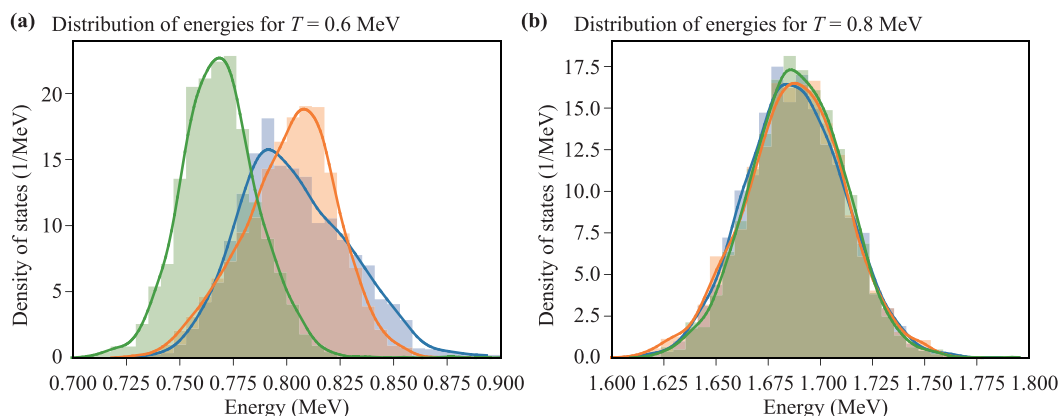 (a) Distribution of energies for T = 0.6 MeV
Density of states (1/MeV)
20
15
10
5
0
0.700 0.725 0.750 0.775 0.800 0.825 0.850 0.875 0.900
Energy (MeV)
(b) Distribution of energies for T = 0.8 MeV
Density of states (1/MeV)
17.5
15.0
12.5
10.0
7.5
5.0
2.5
0.0
1.600 1.625 1.650 1.675 1.700 1.725 1.750 1.775 1.800
Energy (MeV)